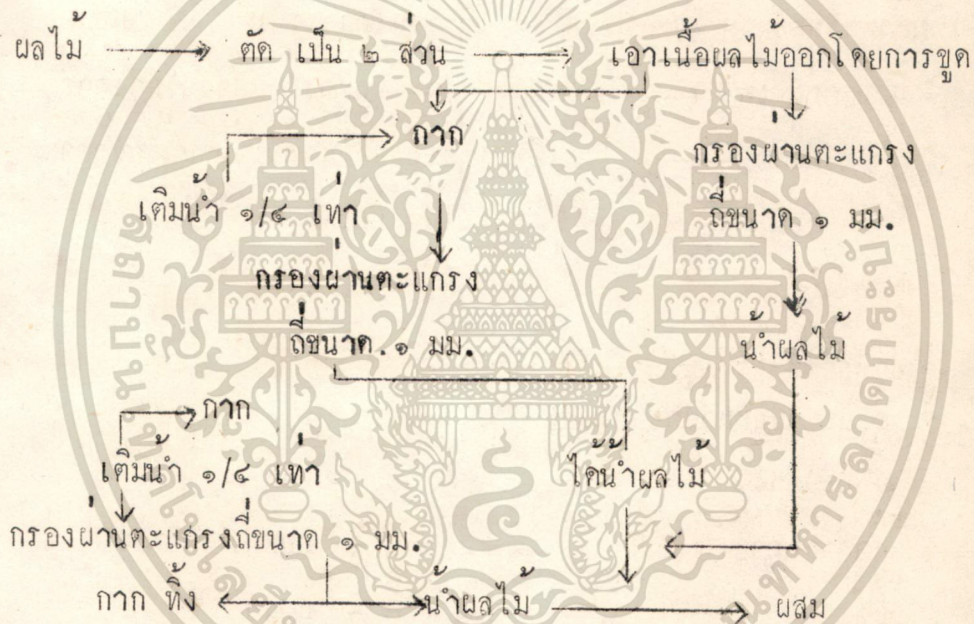 ผลไม้ ตัด เป็น ๒ ส่วน เอาเนื้อผลไม้ออกโดยการขูด
กาก
กรองผ่านตะแกรง
เติมน้ำ ๑/๔ เท่า
ถี่ขนาด ๑ มม.
กรองผ่านตะแกรง
ถี่ขนาด.๑ มม.
น้ำผลไม้
กาก
เติมน้ำ ๑/๔ เท่า
ได้น้ำผลไม้
กรองผ่านตะแกรงถี่ขนาด ๑ มม.
กาก ทิ้ง น้ำผลไม้ ผสม